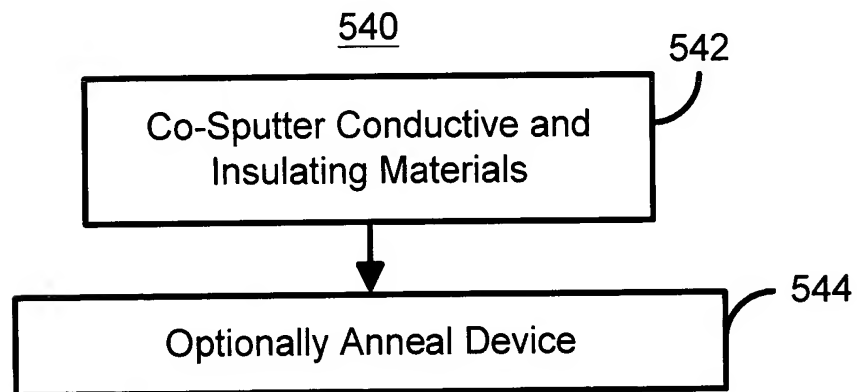 540
542
Co-Sputter Conductive and
Insulating Materials
544
Optionally Anneal Device